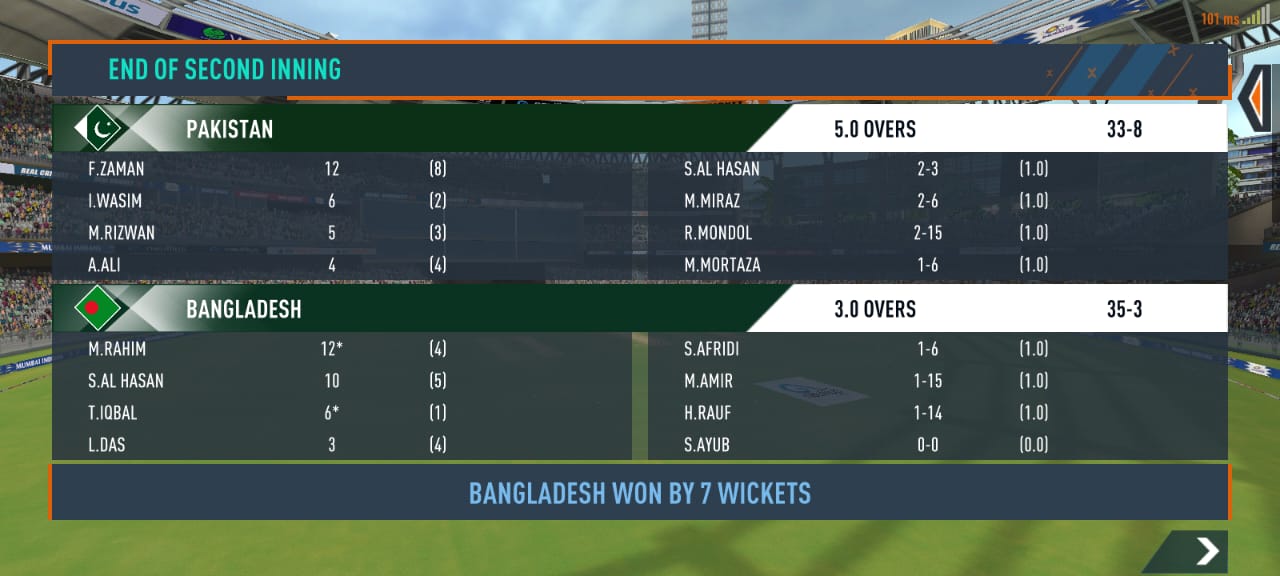 101 ms
END OF SECOND INNING
PAKISTAN 5.0 OVERS 33-8
F.ZAMAN 12 (8) S.AL HASAN 2-3 (1.0)
I.WASIM 6 (2) M.MIRAZ 2-6 (1.0)
M.RIZWAN 5 (3) R.MONDOL 2-15 (1.0)
A.ALI 4 (4) M.MORTAZA 1-6 (1.0)
BANGLADESH 3.0 OVERS 35-3
M.RAHIM 12* (4) S.AFRIDI 1-6 (1.0)
S.AL HASAN 10 (5) M.AMIR 1-15 (1.0)
T.IQBAL 6* (1) H.RAUF 1-14 (1.0)
L.DAS 3 (4) S.AYUB 0-0 (0.0)
BANGLADESH WON BY 7 WICKETS